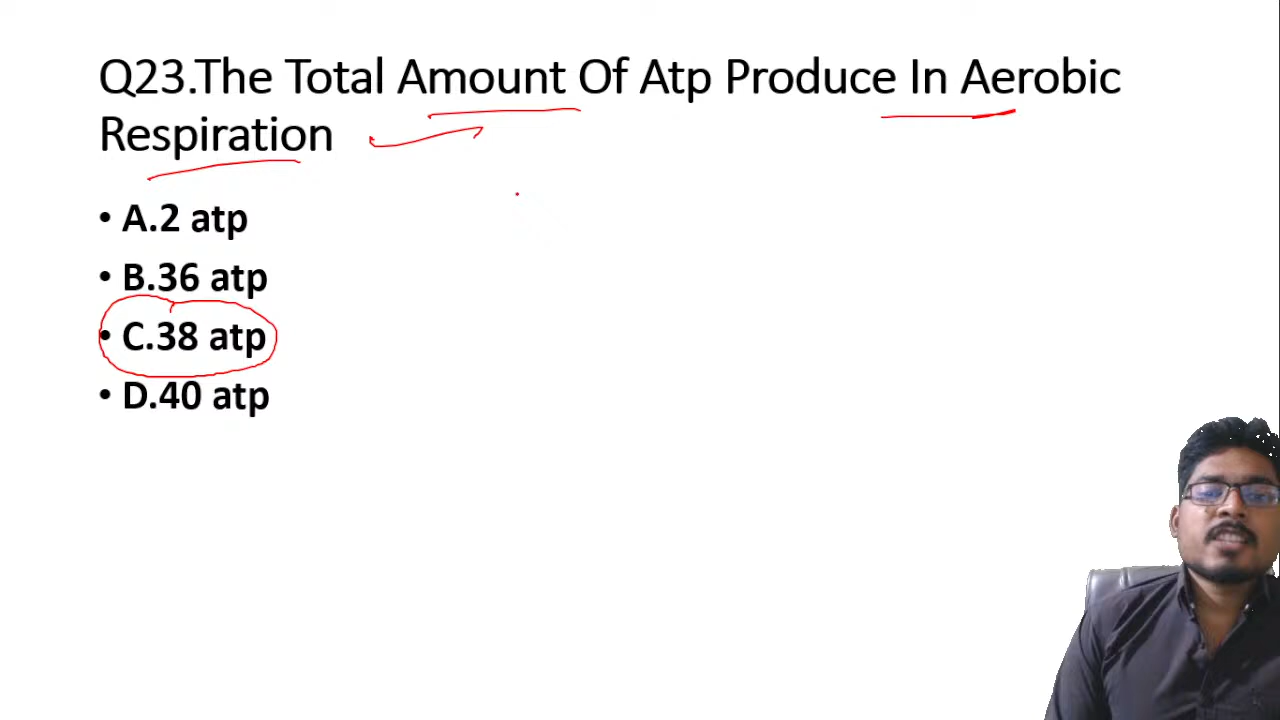 Q23.The Total Amount Of Atp Produce In Aerobic
Respiration
• A.2 atp
• B.36 atp
• C.38 atp
• D.40 atp